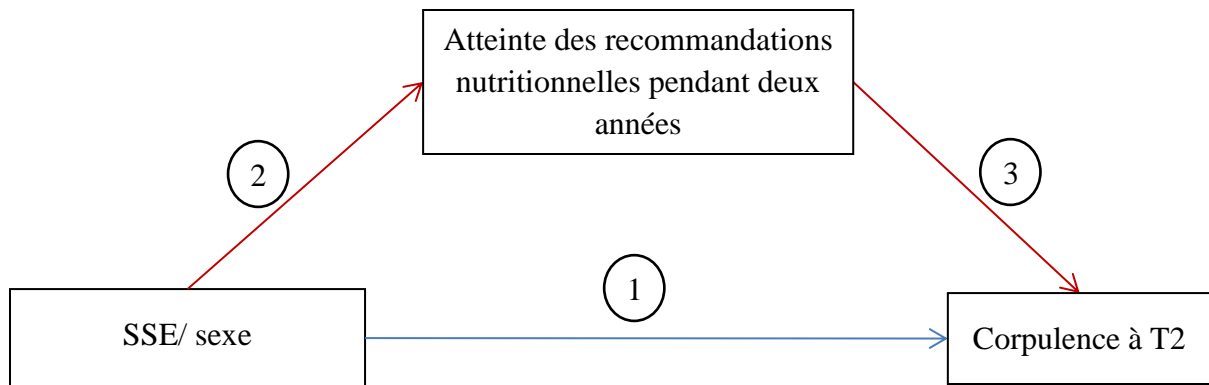 Atteinte des recommandations
nutritionnelles pendant deux
années
2
3
1
SSE/ sexe
Corpulence à T2